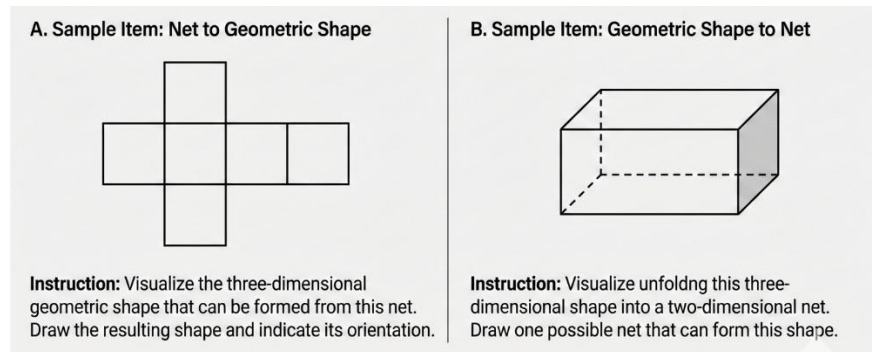 A. Sample Item: Net to Geometric Shape
Instruction: Visualize the three-dimensional
geometric shape that can be formed from this net.
Draw the resulting shape and indicate its orientation.
B. Sample Item: Geometric Shape to Net
Instruction: Visualize unfoldng this three-
dimensional shape into a two-dimensional net.
Draw one possible net that can form this shape.